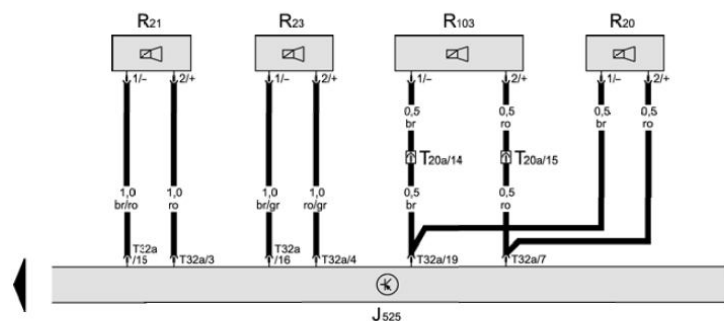 R21 R23 R103 R20
1/– 2/+ 1/– 2/+ 1/– 2/+ 1/– 2/+
0,5 0,5 0,5 0,5
br ro br ro
T20a/14 T20a/15
1,0 1,0 1,0 1,0 0,5 0,5
br/ro ro br/gr ro/gr br ro
T32a T32a
/15 T32a/3 /16 T32a/4 T32a/19 T32a/7
J525